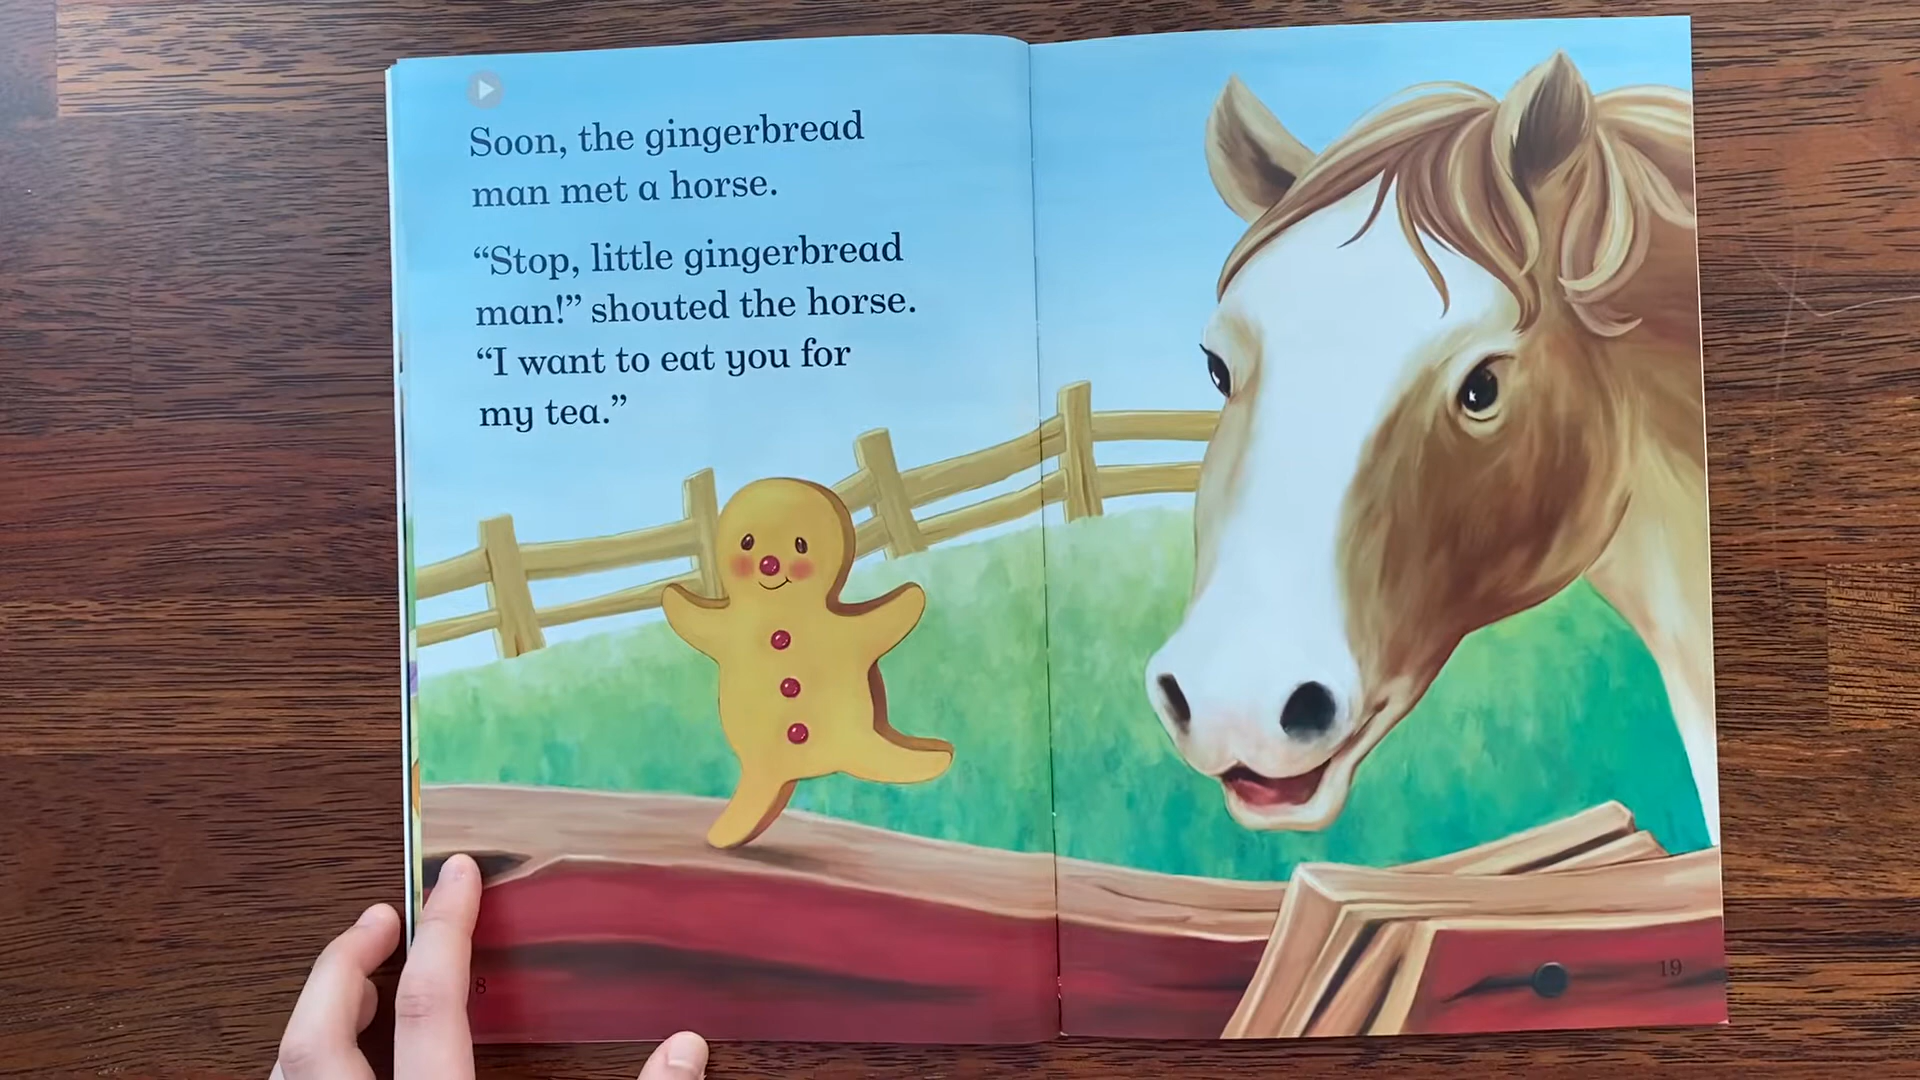 Soon, the gingerbread
man met a horse.
“Stop, little gingerbread
man!” shouted the horse.
“I want to eat you for
my tea.”
8
19